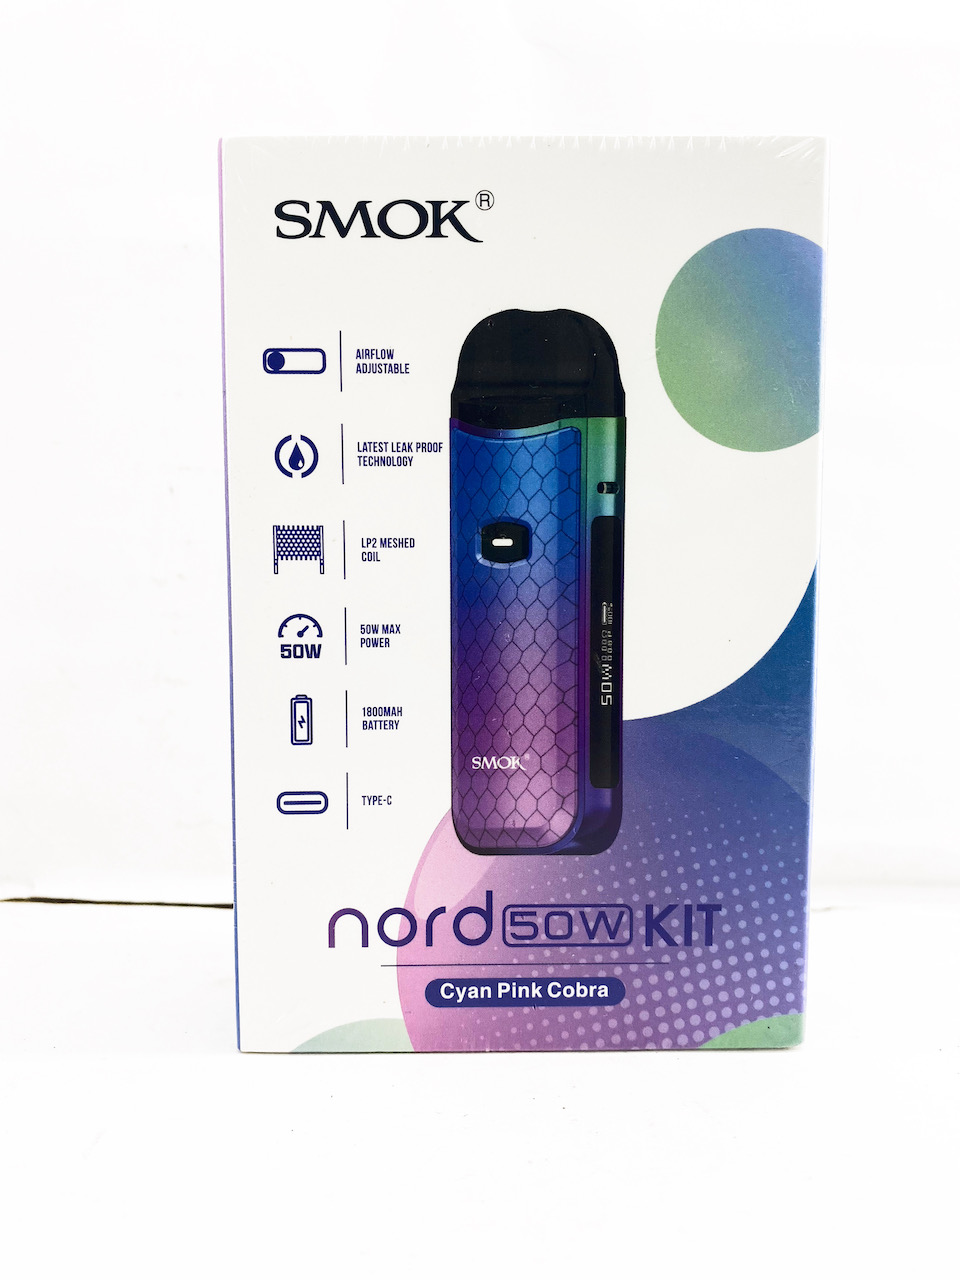 SMOK®
AIRFLOW
ADJUSTABLE
LATEST LEAK PROOF
TECHNOLOGY
LP2 MESHED
COIL
50W MAX
POWER
50W
1800MAH
BATTERY
TYPE-C
SMOK®
50W
nord 50W KIT
Cyan Pink Cobra